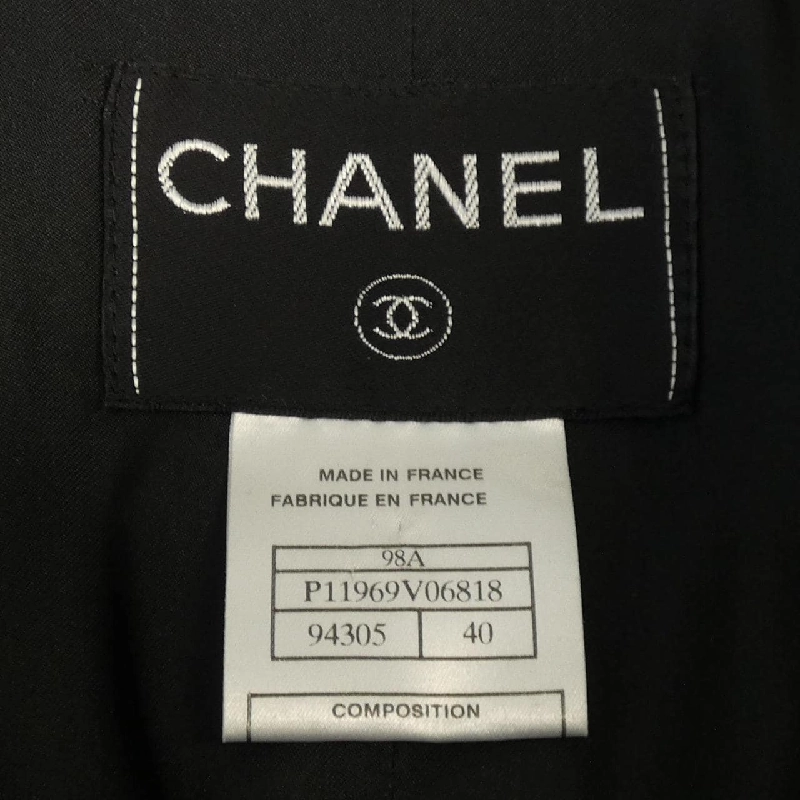 CHANEL
MADE IN FRANCE
FABRIQUE EN FRANCE
98A
P11969V06818
94305 40
COMPOSITION